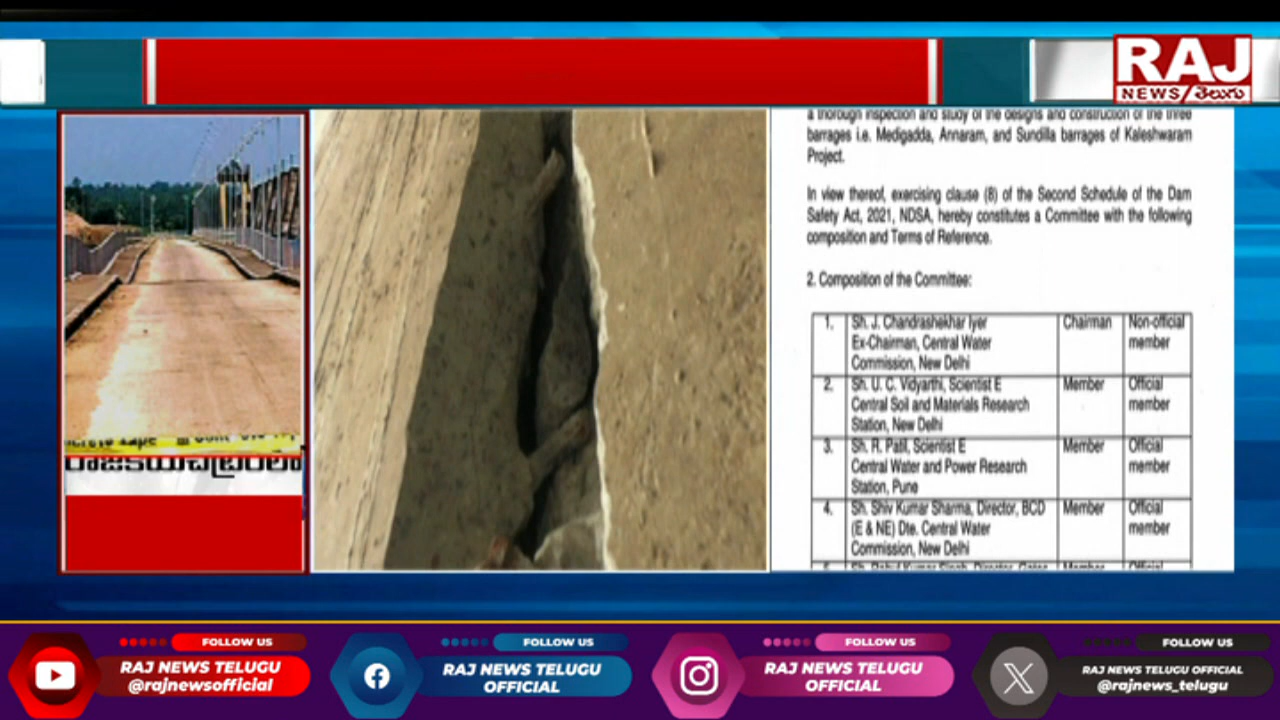 RAJ
NEWS తెలుగు
a thorough inspection and study of the designs and construction of the three
barrages i.e. Medigadda, Annaram, and Sundilla barrages of Kaleshwaram
Project.
In view thereof, exercising clause (8) of the Second Schedule of the Dam
Safety Act, 2021, NDSA, hereby constitutes a Committee with the following
composition and Terms of Reference.
2. Composition of the Committee:
1. Sh. J. Chandrashekhar Iyer Chairman Non-official
Ex-Chairman, Central Water member
Commission, New Delhi
2. Sh. U. C. Vidyarthi, Scientist E Member Official
Central Soil and Materials Research member
Station, New Delhi
3. Sh. R. Patil, Scientist E Member Official
Central Water and Power Research member
Station, Pune
4. Sh. Shiv Kumar Sharma, Director, BCD Member Official
(E & NE) Dte. Central Water member
Commission, New Delhi
FOLLOW US
RAJ NEWS TELUGU
@rajnewsofficial
FOLLOW US
RAJ NEWS TELUGU
OFFICIAL
FOLLOW US
RAJ NEWS TELUGU
OFFICIAL
FOLLOW US
RAJ NEWS TELUGU OFFICIAL
@rajnews_telugu